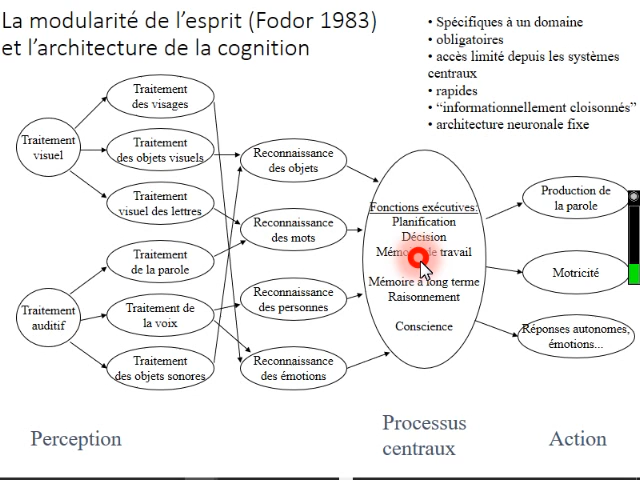 La modularité de l’esprit (Fodor 1983)
et l’architecture de la cognition
• Spécifiques à un domaine
• obligatoires
• accès limité depuis les systèmes
centraux
• rapides
• “informationnellement cloisonnés”
• architecture neuronale fixe
Traitement
visuel
Traitement
auditif
Traitement
des visages
Traitement
des objets visuels
Traitement
visuel des lettres
Traitement
de la parole
Traitement de
la voix
Traitement
des objets sonores
Reconnaissance
des objets
Reconnaissance
des mots
Reconnaissance
des personnes
Reconnaissance
des émotions
Fonctions exécutives:
Planification
Décision
Mémoire de travail
Mémoire à long terme
Raisonnement
Conscience
Production de
la parole
Motricité
Réponses autonomes,
émotions...
Perception
Processus
centraux
Action